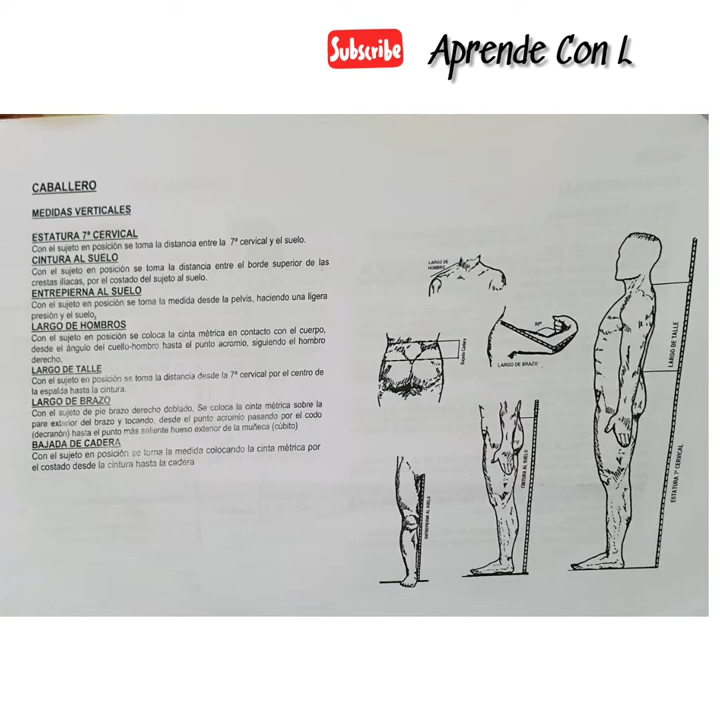 Subscribe
Aprende Con L
CABALLERO
MEDIDAS VERTICALES
ESTATURA 7ª CERVICAL
Con el sujeto en posición se toma la distancia entre la 7ª cervical y el suelo.
CINTURA AL SUELO
Con el sujeto en posición se toma la distancia entre el borde superior de las
crestas iliacas, por el costado del sujeto al suelo.
ENTREPIERNA AL SUELO
Con el sujeto en posición se toma la medida desde la pelvis, haciendo una ligera
presión y el suelo,
LARGO DE HOMBROS
Con el sujeto en posición se coloca la cinta métrica en contacto con el cuerpo,
desde el ángulo del cuello-hombro hasta el punto acromio, siguiendo el hombro
derecho.
LARGO DE TALLE
Con el sujeto en posición se toma la distancia desde la 7ª cervical por el centro de
la espalda hasta la cintura.
LARGO DE BRAZO
Con el sujeto de pie brazo derecho doblado, Se coloca la cinta métrica sobre la
pare exterior del brazo y tocando, desde el punto acromio pasando por el codo
(decranón) hasta el punto más saliente hueso exterior de la muñeca (cúbito)
BAJADA DE CADERA
Con el sujeto en posición se toma la medida colocando la cinta métrica por
el costado desde la cintura hasta la cadera
LARGO DE
HOMBRO
90º
LARGO DE BRAZO
LARGO DE TALLE
CINTURA AL SUELO
ENTREPIERNA AL SUELO
ESTATURA 7ª CERVICAL